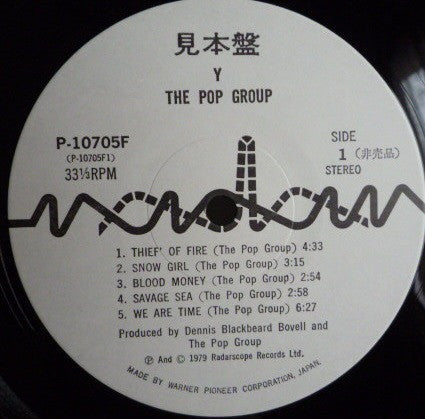 見本盤
Y
THE POP GROUP
P-10705F
(P-10705F1)
33⅓RPM
SIDE
1 (非売品)
STEREO
1. THIEF OF FIRE (The Pop Group) 4:33
2. SNOW GIRL (The Pop Group) 3:15
3. BLOOD MONEY (The Pop Group) 2:54
4. SAVAGE SEA (The Pop Group) 2:58
5. WE ARE TIME (The Pop Group) 6:27
Produced by Dennis Blackbeard Bovell and
The Pop Group
Ⓟ And © 1979 Radarscope Records Ltd.
MADE BY WARNER PIONEER CORPORATION, JAPAN.